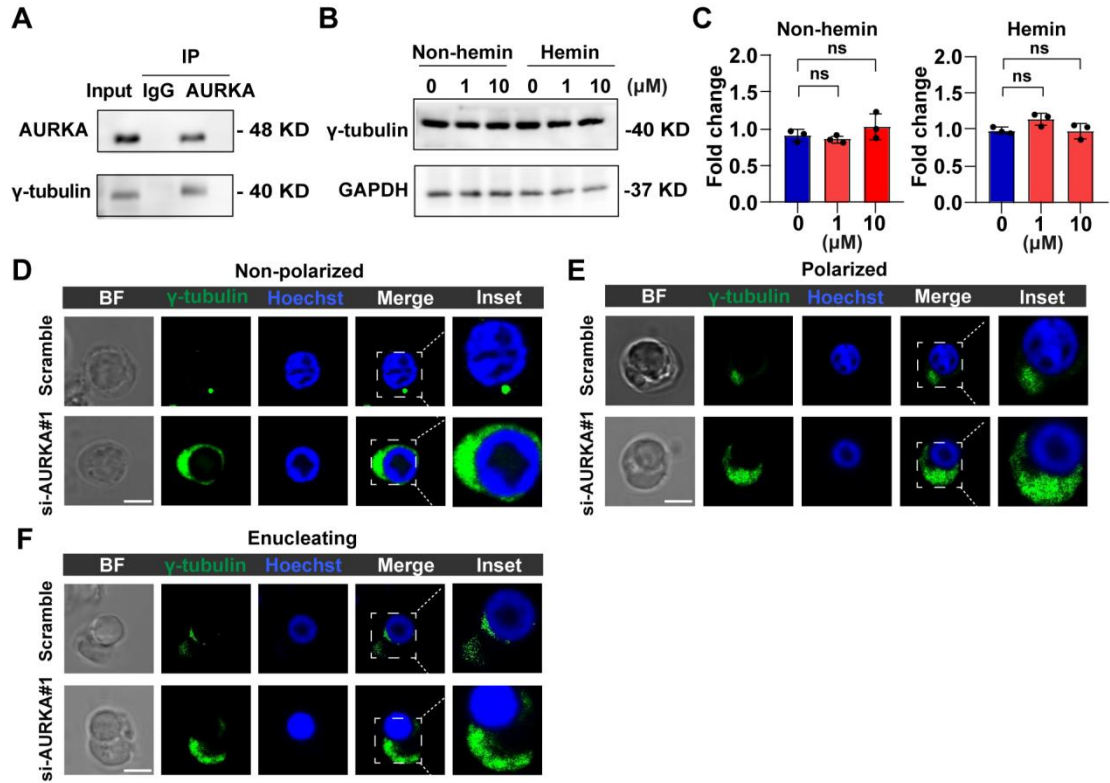 A
IP
Input IgG AURKA
AURKA
- 48 KD
γ-tubulin
- 40 KD
B
Non-hemin Hemin
0 1 10 0 1 10 (μM)
γ-tubulin
-40 KD
GAPDH
-37 KD
C
Non-hemin
Fold change
2.0
1.5
1.0
0.5
0.0
ns
ns
0 1 10
(μM)
Hemin
Fold change
2.0
1.5
1.0
0.5
0.0
ns
ns
0 1 10
(μM)
D
Non-polarized
BF γ-tubulin Hoechst Merge Inset
Scramble
si-AURKA#1
E
Polarized
BF γ-tubulin Hoechst Merge Inset
Scramble
si-AURKA#1
F
Enucleating
BF γ-tubulin Hoechst Merge Inset
Scramble
si-AURKA#1